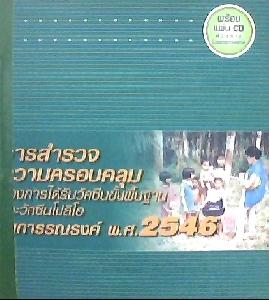 พร้อม
แผ่น CD
ารสำรวจ
วามครอบคลุม
องการได้รับวัคซีนขั้นพื้นฐาน
ะวัคซีนโปลิโอ
นการรณรงค์ พ.ศ.2546